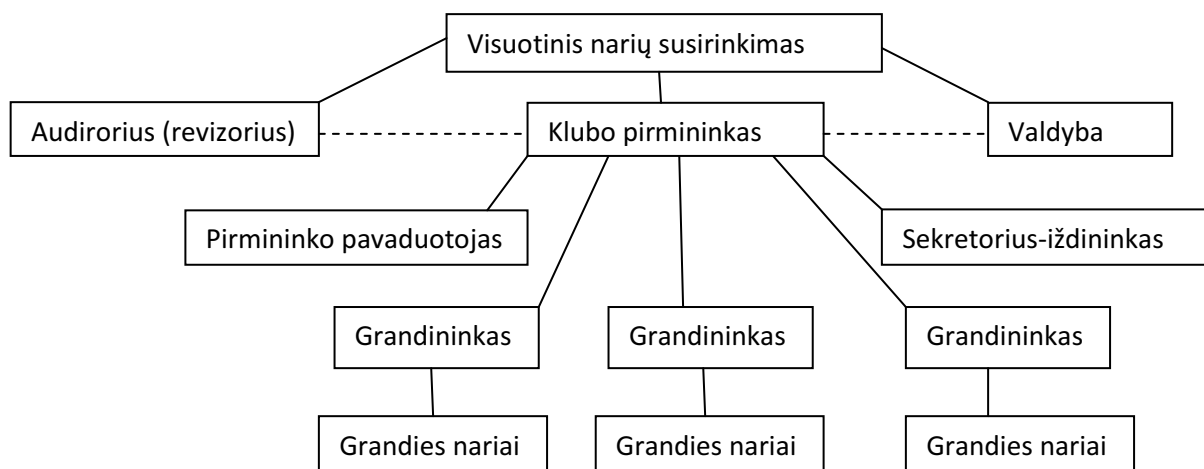 Visuotinis narių susirinkimas
Audirorius (revizorius)
Klubo pirmininkas
Valdyba
Pirmininko pavaduotojas
Sekretorius-iždininkas
Grandininkas
Grandininkas
Grandininkas
Grandies nariai
Grandies nariai
Grandies nariai